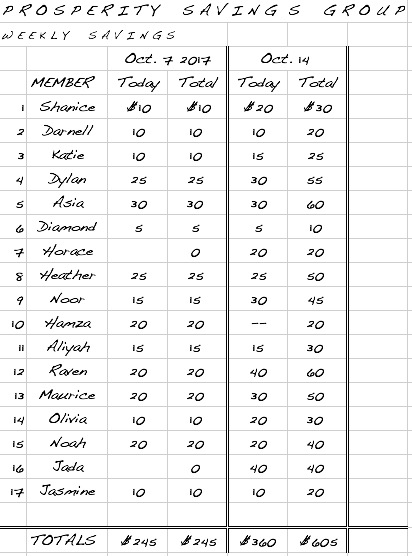 PROSPERITY SAVINGS GROUP
WEEKLY SAVINGS
Oct. 7 2017 Oct. 14
MEMBER Today Total Today Total
1 Shanice $10 $10 $20 $30
2 Darnell 10 10 10 20
3 Katie 10 10 15 25
4 Dylan 25 25 30 55
5 Asia 30 30 30 60
6 Diamond 5 5 5 10
7 Horace 0 20 20
8 Heather 25 25 25 50
9 Noor 15 15 30 45
10 Hamza 20 20 -- 20
11 Aliyah 15 15 15 30
12 Raven 20 20 40 60
13 Maurice 20 20 30 50
14 Olivia 10 10 20 30
15 Noah 20 20 20 40
16 Jada 0 40 40
17 Jasmine 10 10 10 20
TOTALS $245 $245 $360 $605